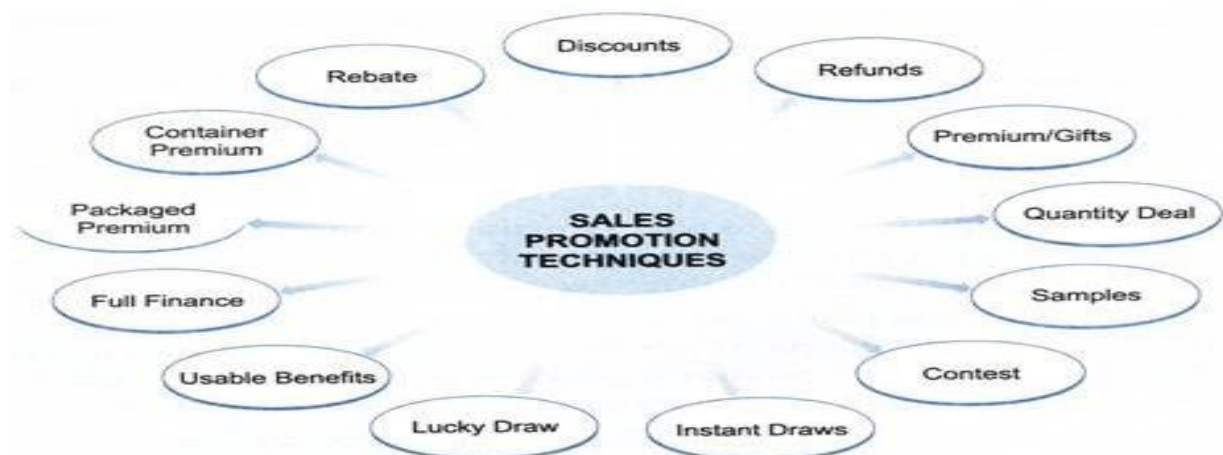 Discounts
Rebate
Refunds
Container
Premium
Premium/Gifts
Packaged
Premium
SALES
PROMOTION
TECHNIQUES
Quantity Deal
Full Finance
Samples
Usable Benefits
Contest
Lucky Draw
Instant Draws